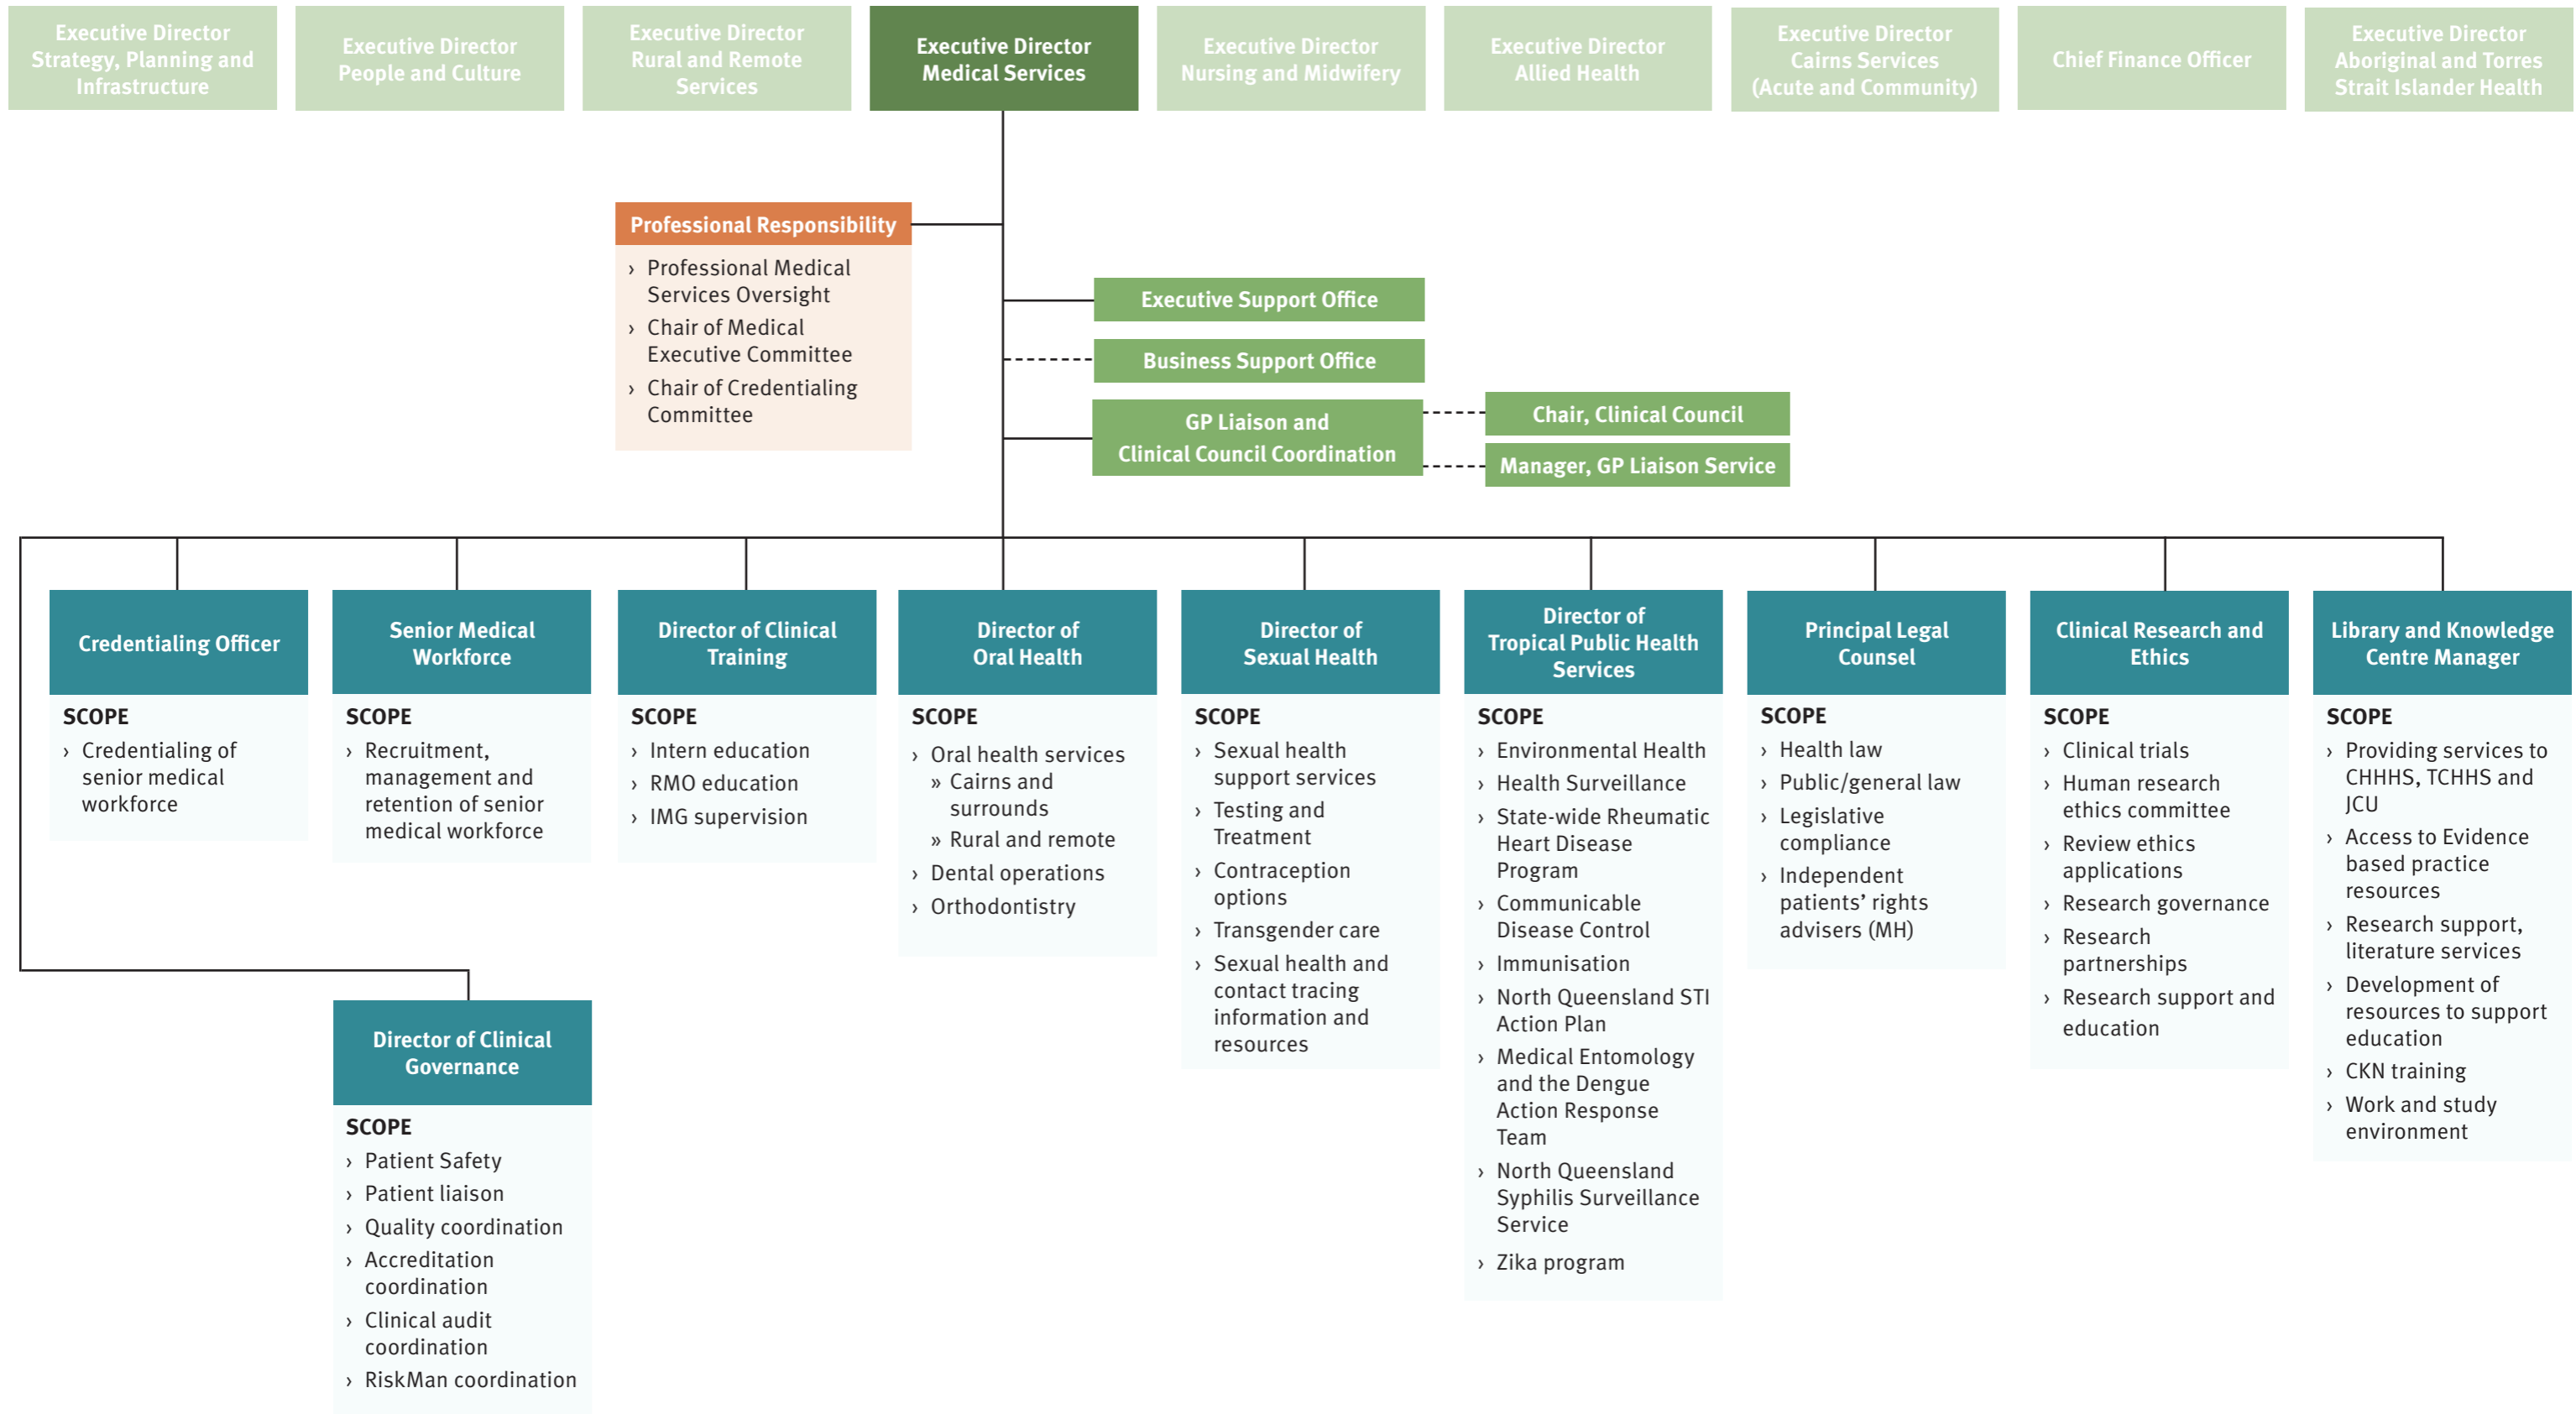 Executive Director
Strategy, Planning and
Infrastructure
Executive Director
People and Culture
Executive Director
Rural and Remote
Services
Executive Director
Medical Services
Executive Director
Nursing and Midwifery
Executive Director
Allied Health
Executive Director
Cairns Services
(Acute and Community)
Chief Finance Officer
Executive Director
Aboriginal and Torres
Strait Islander Health
Professional Responsibility
› Professional Medical
Services Oversight
› Chair of Medical
Executive Committee
› Chair of Credentialing
Committee
Executive Support Office
Business Support Office
GP Liaison and
Clinical Council Coordination
Chair, Clinical Council
Manager, GP Liaison Service
Credentialing Officer
SCOPE
› Credentialing of
senior medical
workforce
Senior Medical
Workforce
SCOPE
› Recruitment,
management and
retention of senior
medical workforce
Director of Clinical
Training
SCOPE
› Intern education
› RMO education
› IMG supervision
Director of
Oral Health
SCOPE
› Oral health services
» Cairns and
surrounds
» Rural and remote
› Dental operations
› Orthodontistry
Director of
Sexual Health
SCOPE
› Sexual health
support services
› Testing and
Treatment
› Contraception
options
› Transgender care
› Sexual health and
contact tracing
information and
resources
Director of
Tropical Public Health
Services
SCOPE
› Environmental Health
› Health Surveillance
› State-wide Rheumatic
Heart Disease
Program
› Communicable
Disease Control
› Immunisation
› North Queensland STI
Action Plan
› Medical Entomology
and the Dengue
Action Response
Team
› North Queensland
Syphilis Surveillance
Service
› Zika program
Principal Legal
Counsel
SCOPE
› Health law
› Public/general law
› Legislative
compliance
› Independent
patients’ rights
advisers (MH)
Clinical Research and
Ethics
SCOPE
› Clinical trials
› Human research
ethics committee
› Review ethics
applications
› Research governance
› Research
partnerships
› Research support and
education
Library and Knowledge
Centre Manager
SCOPE
› Providing services to
CHHHS, TCHHS and
JCU
› Access to Evidence
based practice
resources
› Research support,
literature services
› Development of
resources to support
education
› CKN training
› Work and study
environment
Director of Clinical
Governance
SCOPE
› Patient Safety
› Patient liaison
› Quality coordination
› Accreditation
coordination
› Clinical audit
coordination
› RiskMan coordination